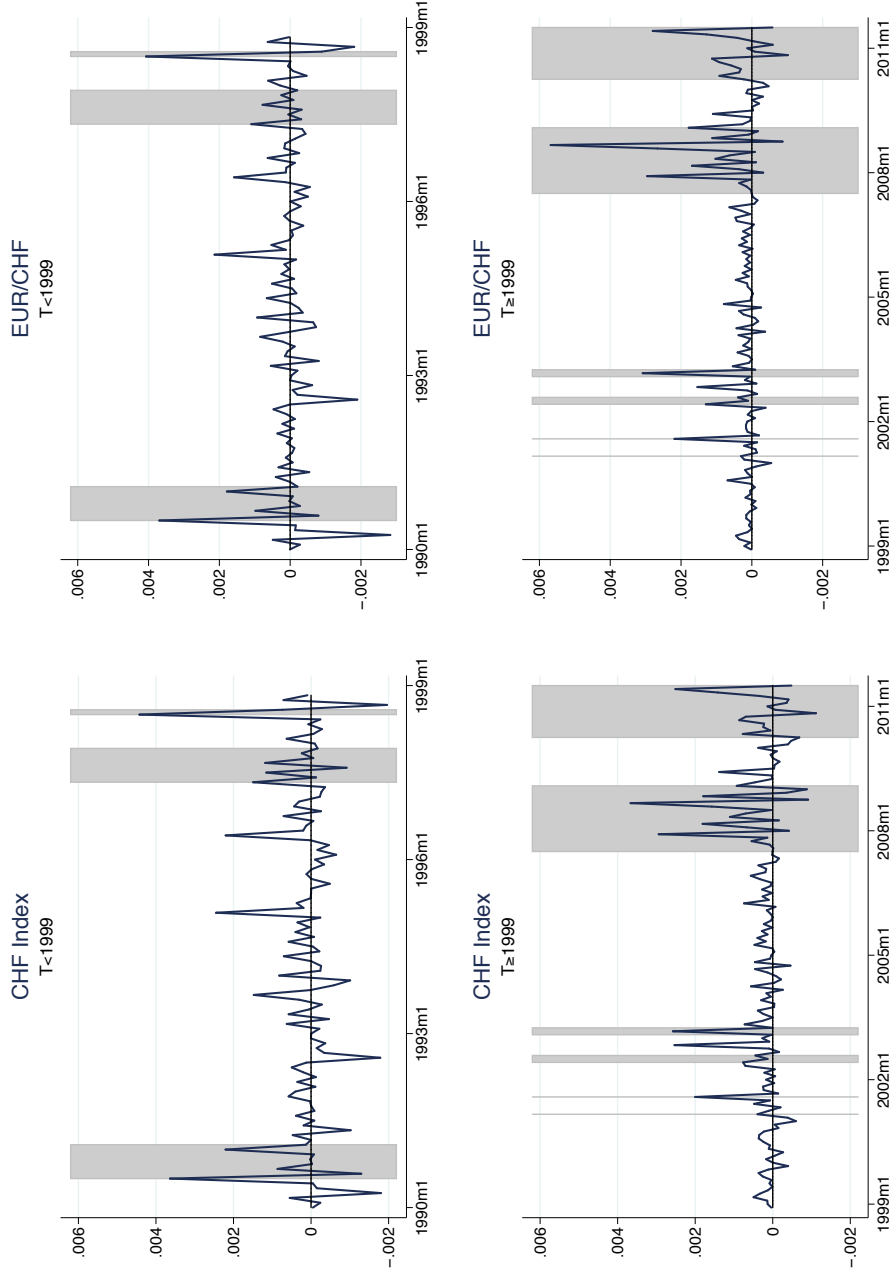 CHF Index
T<1999
.006
.004
.002
0
−.002
1990m1
1993m1
1996m1
1999m1
EUR/CHF
T<1999
.006
.004
.002
0
−.002
1990m1
1993m1
1996m1
1999m1
CHF Index
T≥1999
.006
.004
.002
0
−.002
1999m1
2002m1
2005m1
2008m1
2011m1
EUR/CHF
T≥1999
.006
.004
.002
0
−.002
1999m1
2002m1
2005m1
2008m1
2011m1